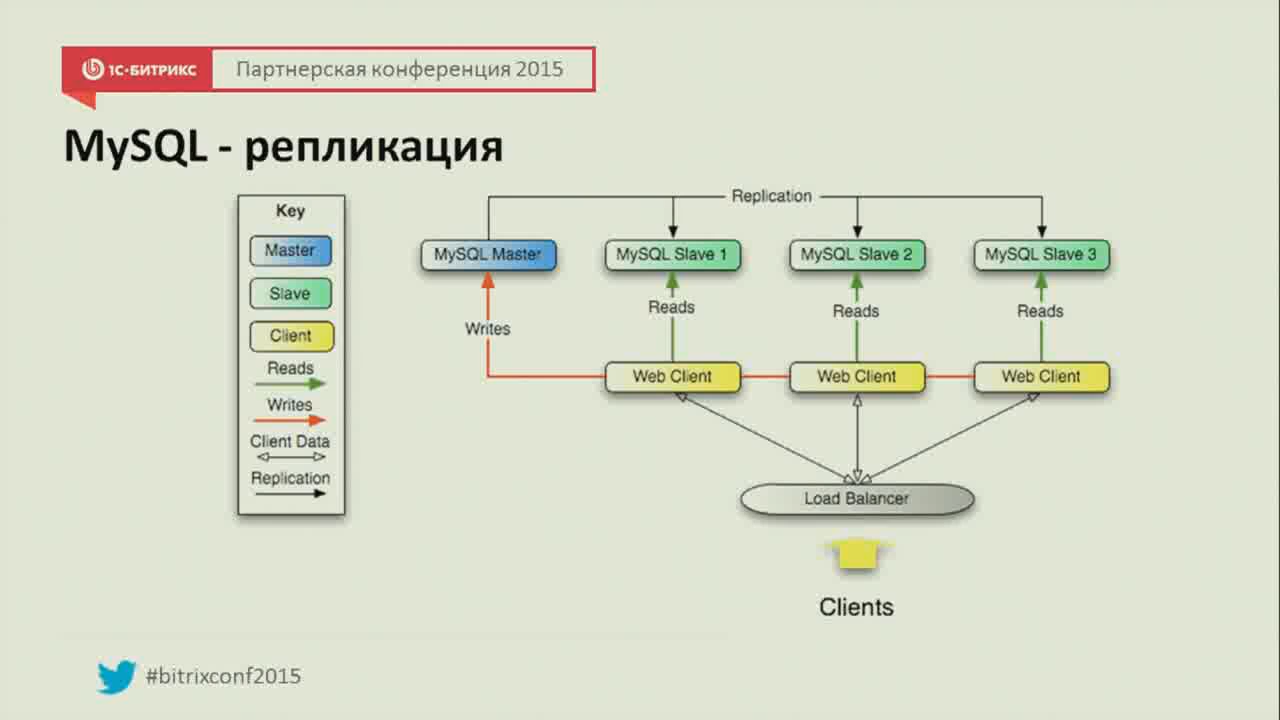 1С-БИТРИКС Партнерская конференция 2015
MySQL - репликация
Key
Master
Slave
Client
Reads
Writes
Client Data
Replication
Replication
MySQL Master
MySQL Slave 1
MySQL Slave 2
MySQL Slave 3
Writes
Reads
Reads
Reads
Web Client
Web Client
Web Client
Load Balancer
Clients
#bitrixconf2015